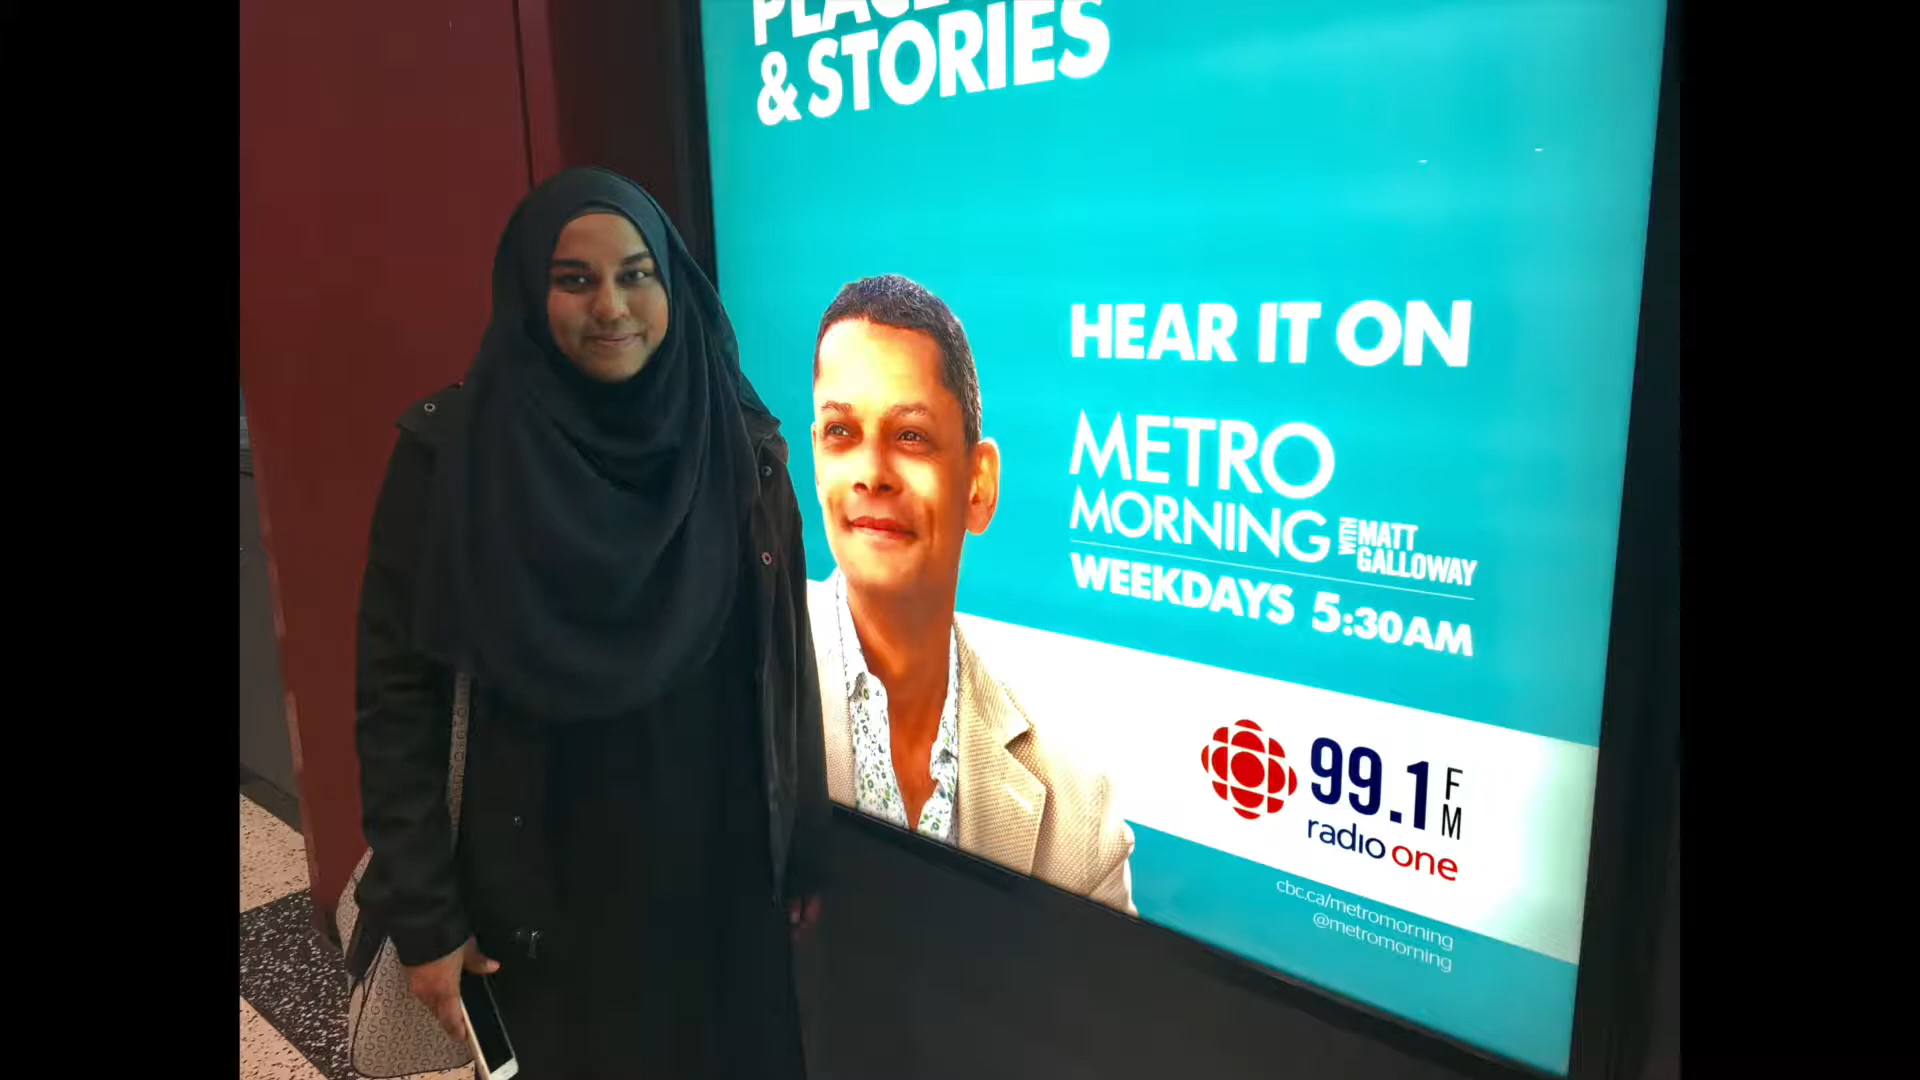 & STORIES
HEAR IT ON
METRO
MORNING WITH MATT GALLOWAY
WEEKDAYS 5:30AM
99.1 FM
radio one
cbc.ca/metromorning
@metromorning